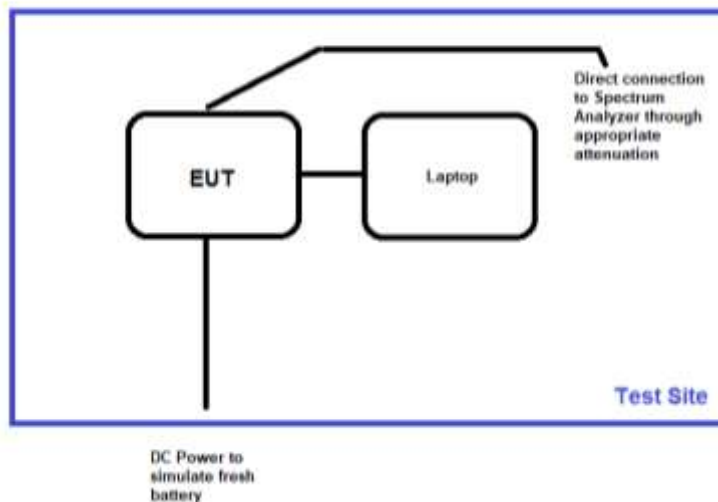 Direct connection
to Spectrum
Analyzer through
appropriate
attenuation
EUT
Laptop
Test Site
DC Power to
simulate fresh
battery